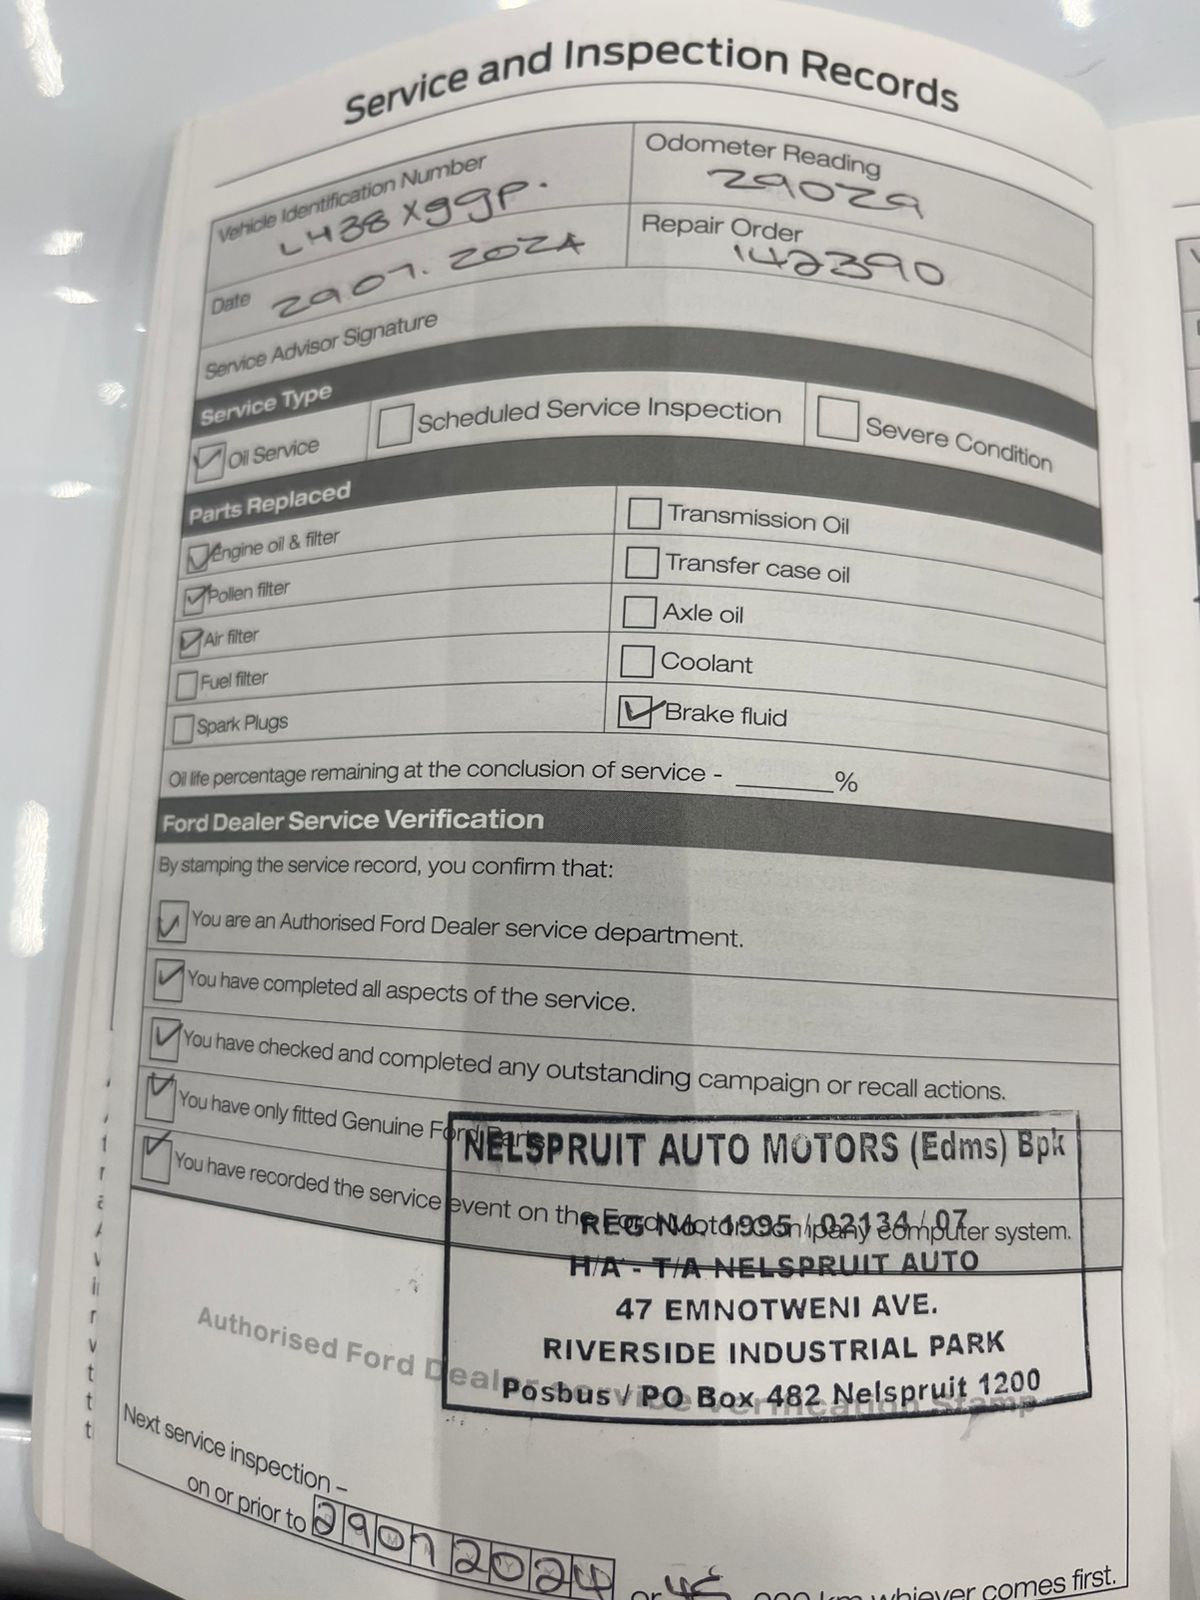 Service and Inspection Records
Vehicle Identification Number
L438XggP.
Odometer Reading
29029
Date
29 07. 2024
Repair Order
142390
Service Advisor Signature
Service Type
Oil Service
Scheduled Service Inspection
Severe Condition
Parts Replaced
Engine oil & filter
Transmission Oil
Pollen filter
Transfer case oil
Air filter
Axle oil
Fuel filter
Coolant
Spark Plugs
Brake fluid
Oil life percentage remaining at the conclusion of service - ______%
Ford Dealer Service Verification
By stamping the service record, you confirm that:
You are an Authorised Ford Dealer service department.
You have completed all aspects of the service.
You have checked and completed any outstanding campaign or recall actions.
You have only fitted Genuine Ford Parts
You have recorded the service event on the Ford Motor Company computer system.
NELSPRUIT AUTO MOTORS (Edms) Bpk
REG No. 1995 / 02134 / 07
H/A - T/A NELSPRUIT AUTO
47 EMNOTWENI AVE.
RIVERSIDE INDUSTRIAL PARK
Posbus / PO Box 482 Nelspruit 1200
Authorised Ford Dealer Service Verification Stamp
Next service inspection –
on or prior to 29072024 or 45 000 km whiever comes first.